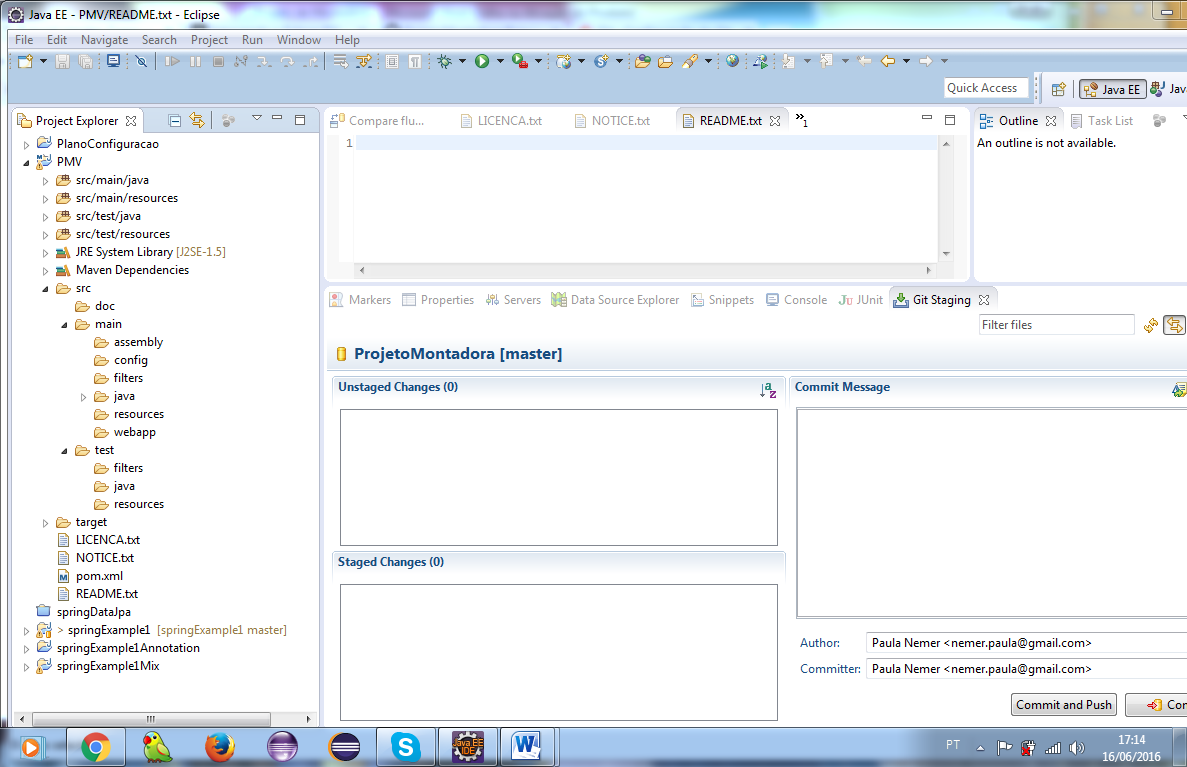 Java EE - PMV/README.txt - Eclipse
File Edit Navigate Search Project Run Window Help
Quick Access Java EE Jav
Project Explorer
PlanoConfiguracao
PMV
src/main/java
src/main/resources
src/test/java
src/test/resources
JRE System Library [J2SE-1.5]
Maven Dependencies
src
doc
main
assembly
config
filters
java
resources
webapp
test
filters
java
resources
target
LICENCA.txt
NOTICE.txt
pom.xml
README.txt
springDataJpa
> springExample1 [springExample1 master]
springExample1Annotation
springExample1Mix
Compare flu... LICENCA.txt NOTICE.txt README.txt »1
1
Outline Task List
An outline is not available.
Markers Properties Servers Data Source Explorer Snippets Console JUnit Git Staging
Filter files
ProjetoMontadora [master]
Unstaged Changes (0)
Staged Changes (0)
Commit Message
Author: Paula Nemer <nemer.paula@gmail.com>
Committer: Paula Nemer <nemer.paula@gmail.com>
Commit and Push Con
Java EE
IDE
PT
17:14
16/06/2016